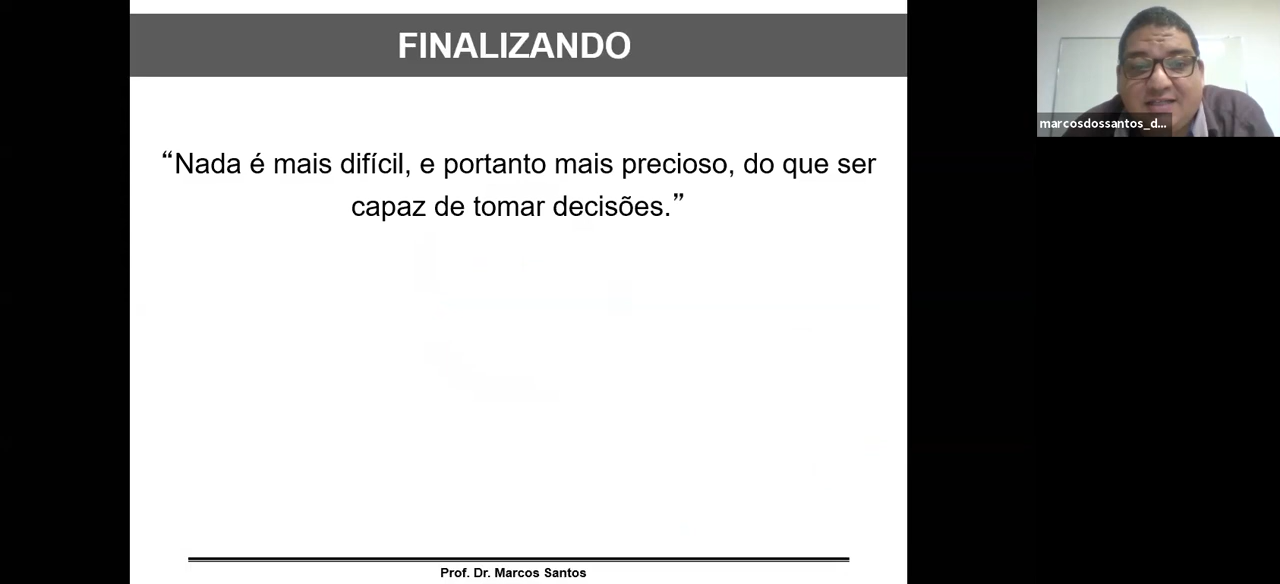 FINALIZANDO
“Nada é mais difícil, e portanto mais precioso, do que ser
capaz de tomar decisões.”
Prof. Dr. Marcos Santos
marcosdossantos_d...